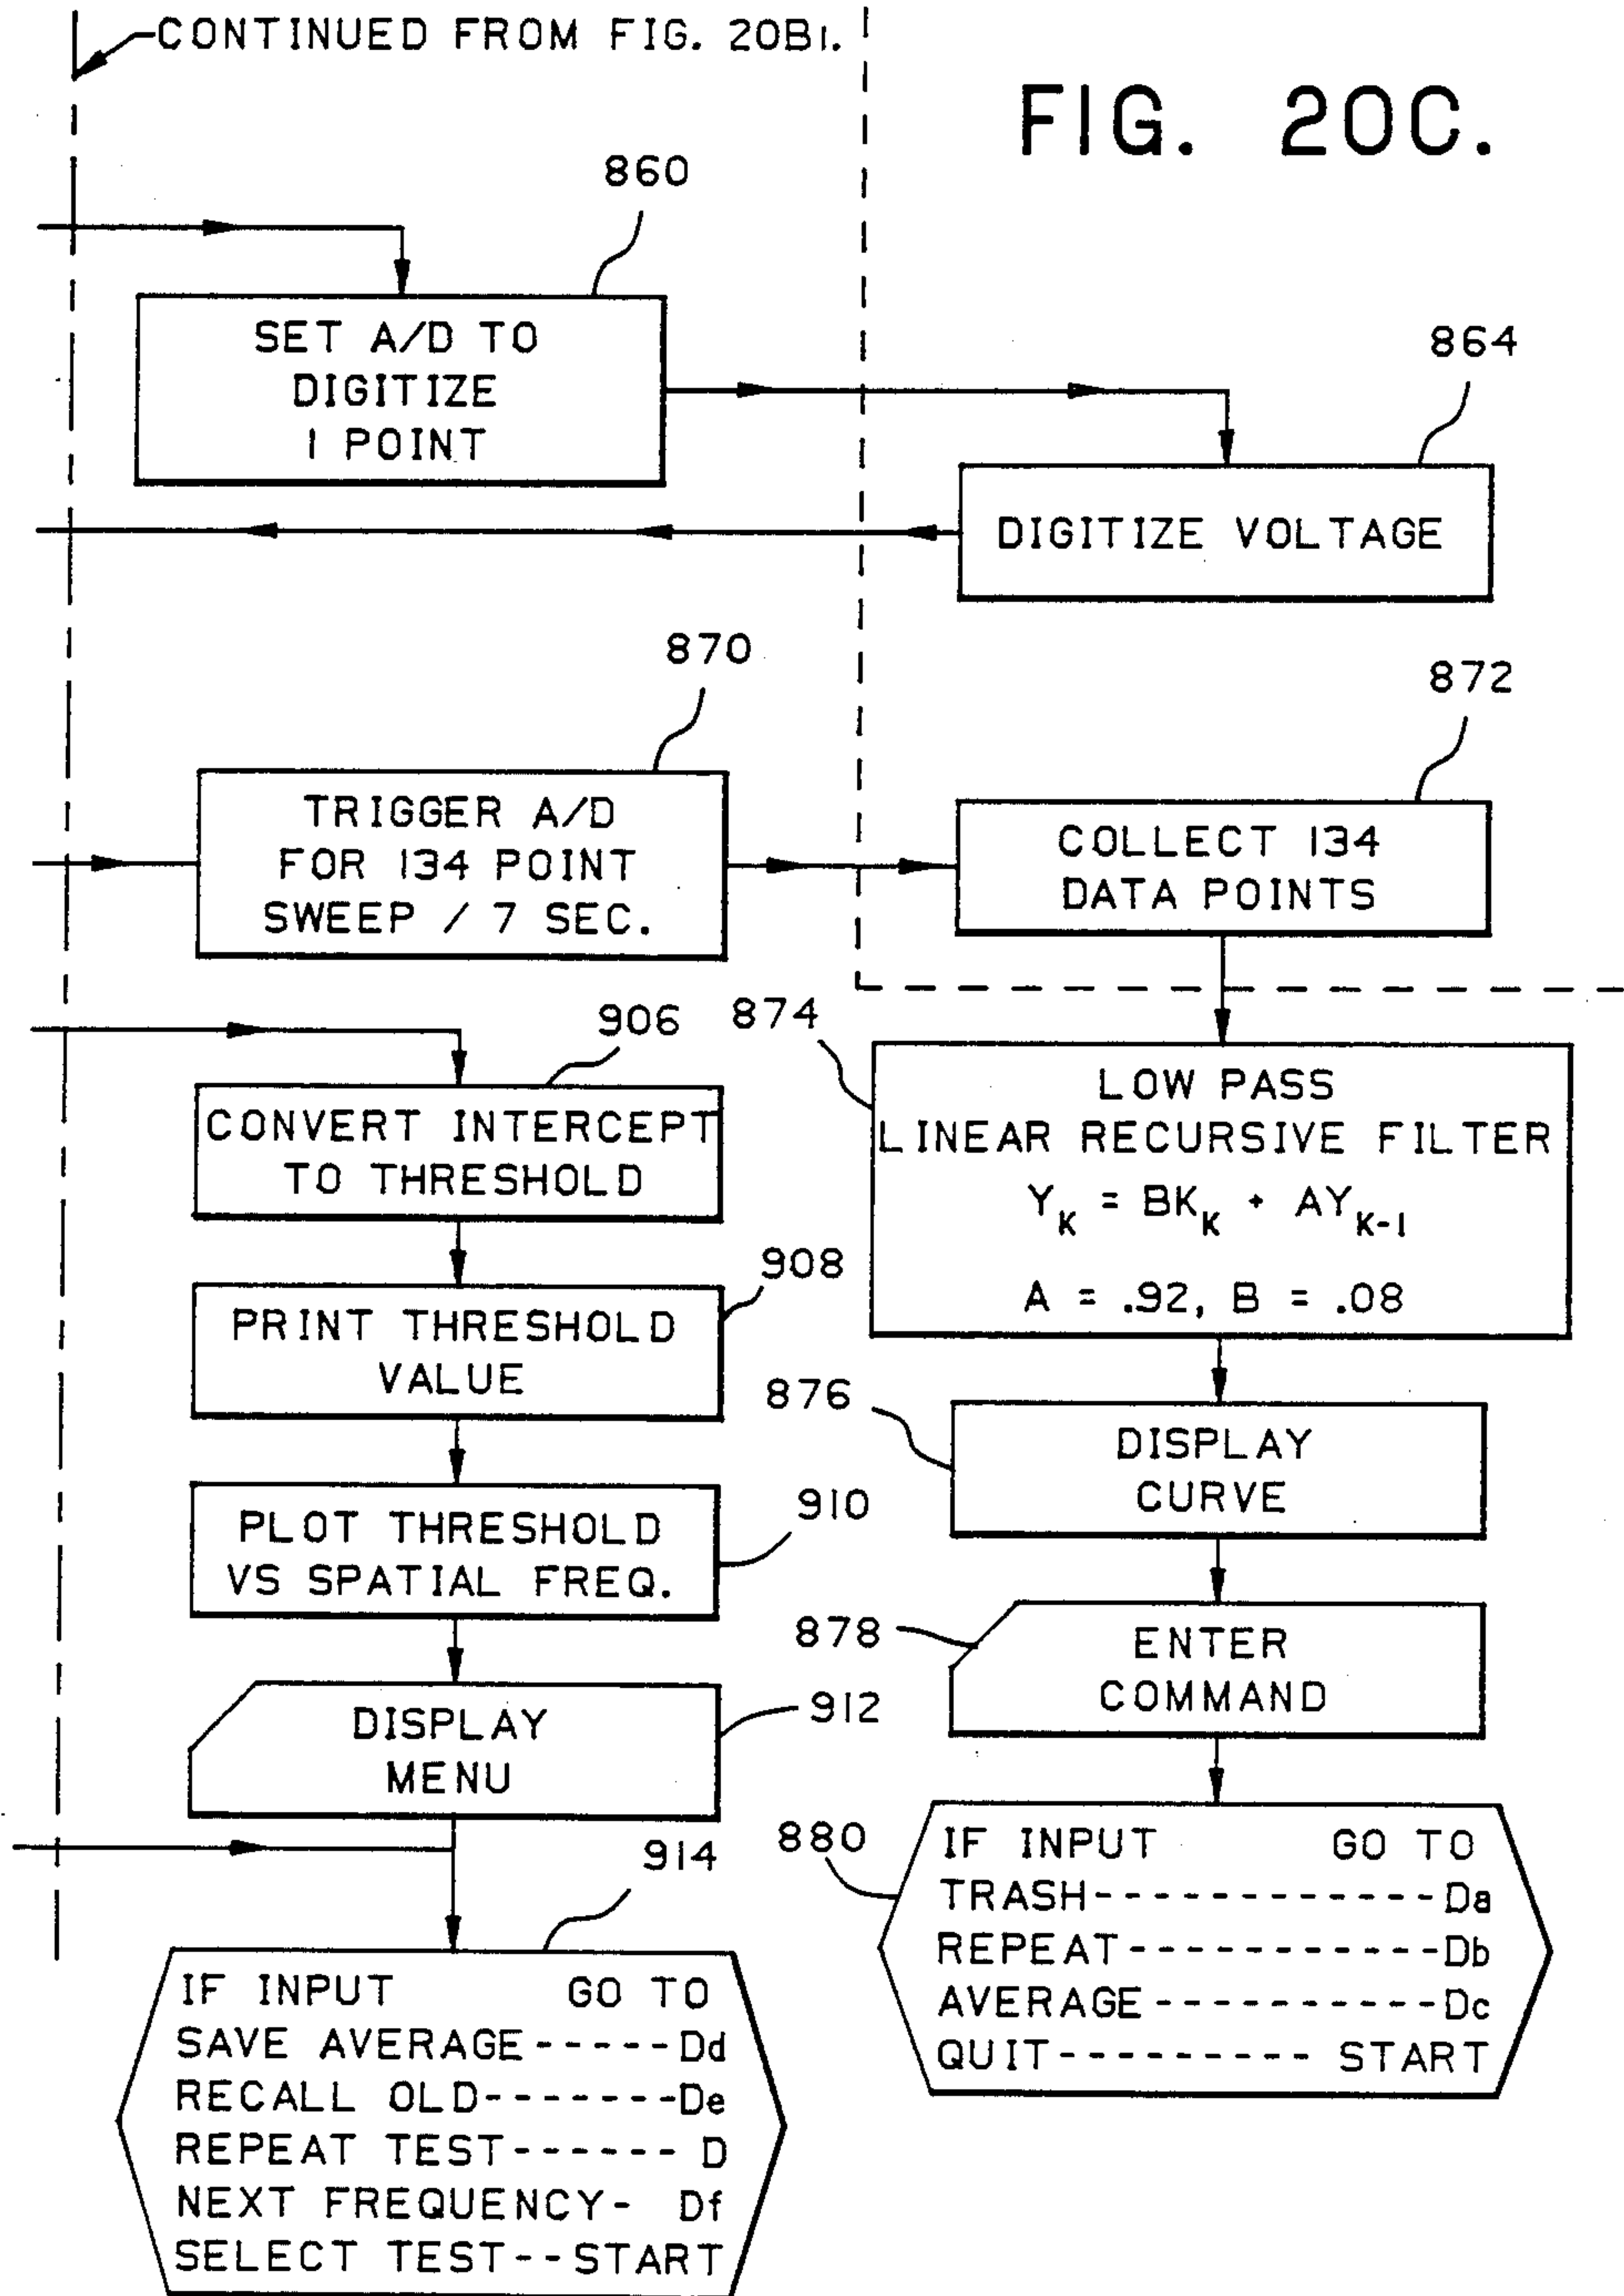 CONTINUED FROM FIG. 20B1.
FIG. 20C.
860
SET A/D TO
DIGITIZE
1 POINT
864
DIGITIZE VOLTAGE
870
TRIGGER A/D
FOR 134 POINT
SWEEP / 7 SEC.
872
COLLECT 134
DATA POINTS
906
CONVERT INTERCEPT
TO THRESHOLD
908
PRINT THRESHOLD
VALUE
910
PLOT THRESHOLD
VS SPATIAL FREQ.
912
DISPLAY
MENU
914
IF INPUT GO TO
SAVE AVERAGE-----Dd
RECALL OLD-------De
REPEAT TEST------ D
NEXT FREQUENCY- Df
SELECT TEST--START
874
LOW PASS
LINEAR RECURSIVE FILTER
Y_K = BK_K + AY_K-1
A = .92, B = .08
876
DISPLAY
CURVE
878
ENTER
COMMAND
880
IF INPUT GO TO
TRASH------------Da
REPEAT-----------Db
AVERAGE----------Dc
QUIT--------- START